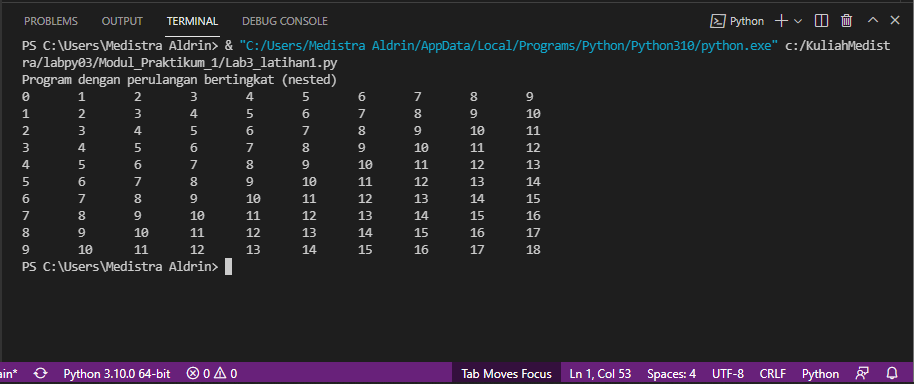 PROBLEMS OUTPUT TERMINAL DEBUG CONSOLE Python
PS C:\Users\Medistra Aldrin> & "C:/Users/Medistra Aldrin/AppData/Local/Programs/Python/Python310/python.exe" c:/KuliahMedist
ra/labpy03/Modul_Praktikum_1/Lab3_latihan1.py
Program dengan perulangan bertingkat (nested)
0 1 2 3 4 5 6 7 8 9
1 2 3 4 5 6 7 8 9 10
2 3 4 5 6 7 8 9 10 11
3 4 5 6 7 8 9 10 11 12
4 5 6 7 8 9 10 11 12 13
5 6 7 8 9 10 11 12 13 14
6 7 8 9 10 11 12 13 14 15
7 8 9 10 11 12 13 14 15 16
8 9 10 11 12 13 14 15 16 17
9 10 11 12 13 14 15 16 17 18
PS C:\Users\Medistra Aldrin>
ain* Python 3.10.0 64-bit 0 0 Tab Moves Focus Ln 1, Col 53 Spaces: 4 UTF-8 CRLF Python